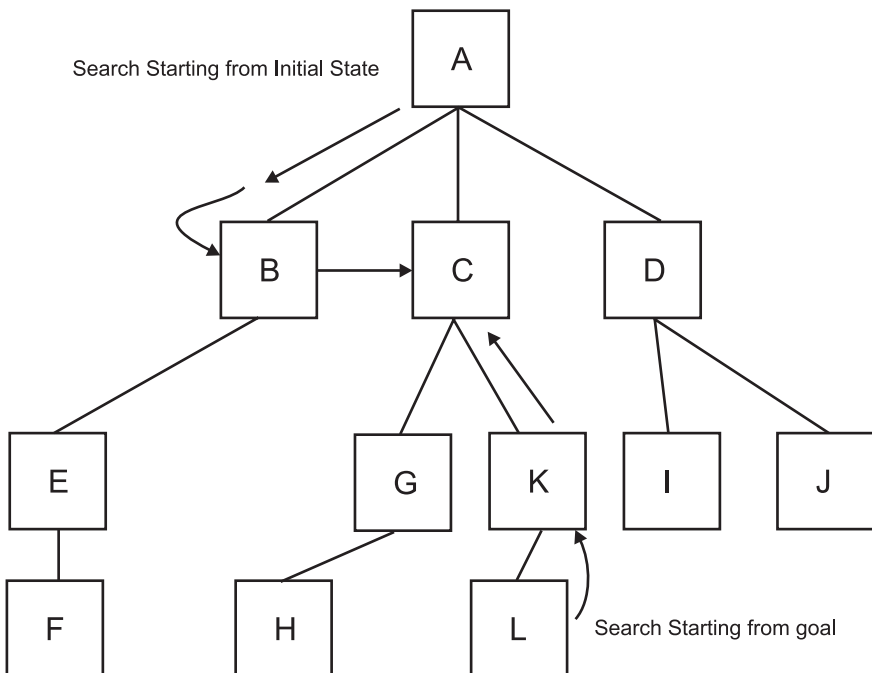 A
Search Starting from Initial State
B
C
D
E
G
K
I
J
F
H
L
Search Starting from goal